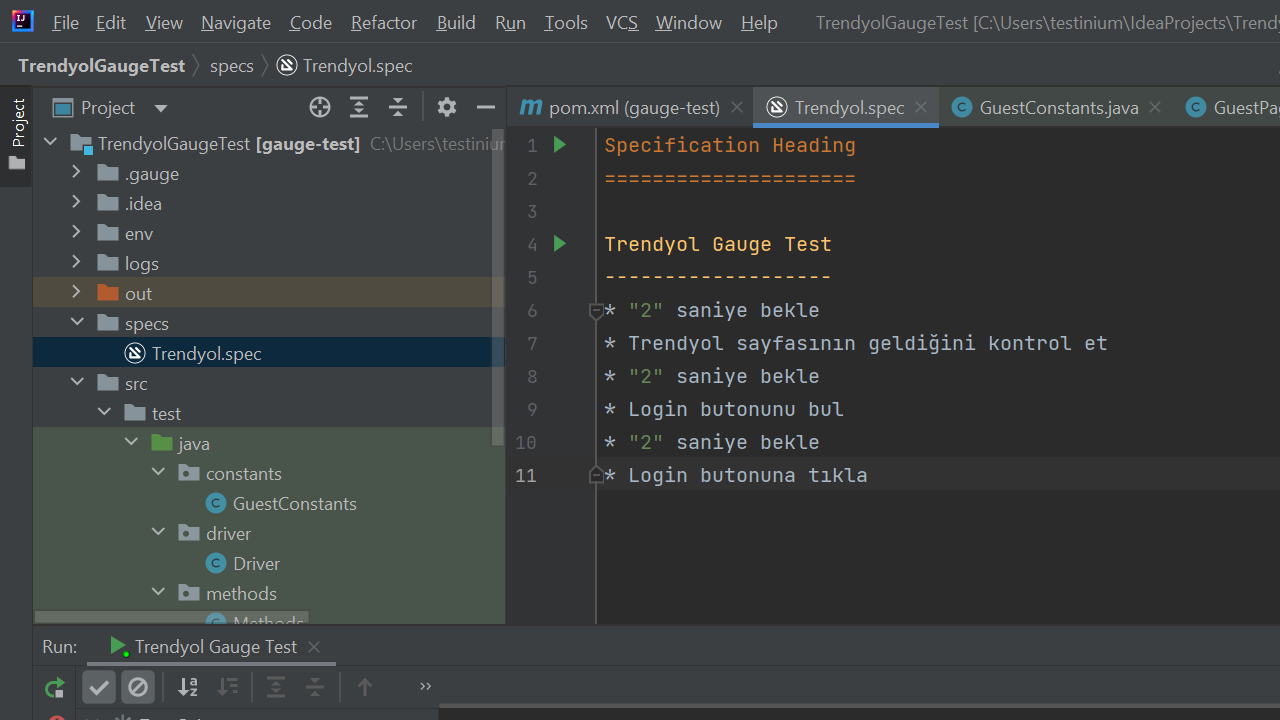 File Edit View Navigate Code Refactor Build Run Tools VCS Window Help TrendyolGaugeTest [C:\Users\testinium\IdeaProjects\Trendy
TrendyolGaugeTest specs Trendyol.spec
Project
Project
pom.xml (gauge-test) Trendyol.spec GuestConstants.java GuestPa
TrendyolGaugeTest [gauge-test] C:\Users\testinium
.gauge
.idea
env
logs
out
specs
Trendyol.spec
src
test
java
constants
GuestConstants
driver
Driver
methods
Methods
1 Specification Heading
2 =====================
3
4 Trendyol Gauge Test
5 -------------------
6 * "2" saniye bekle
7 * Trendyol sayfasının geldiğini kontrol et
8 * "2" saniye bekle
9 * Login butonunu bul
10 * "2" saniye bekle
11 * Login butonuna tıkla
Run: Trendyol Gauge Test